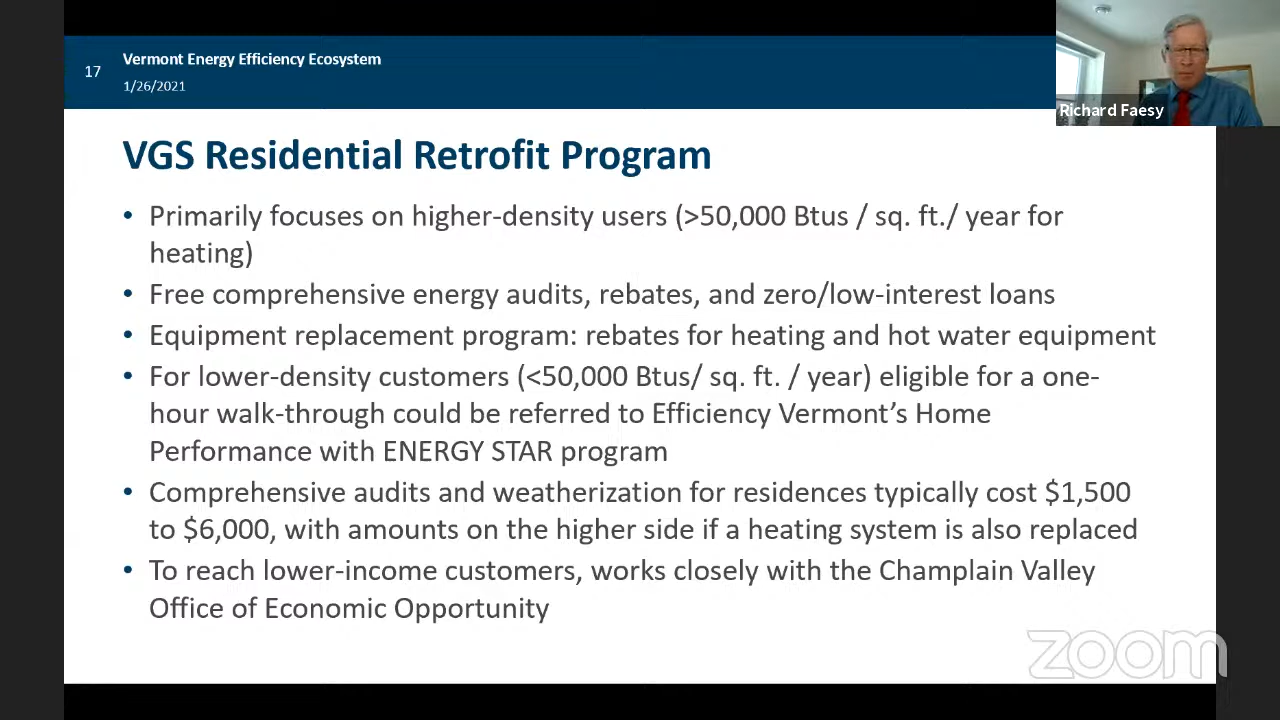 17
Vermont Energy Efficiency Ecosystem
1/26/2021
Richard Faesy
VGS Residential Retrofit Program
• Primarily focuses on higher-density users (>50,000 Btus / sq. ft./ year for
heating)
• Free comprehensive energy audits, rebates, and zero/low-interest loans
• Equipment replacement program: rebates for heating and hot water equipment
• For lower-density customers (<50,000 Btus/ sq. ft. / year) eligible for a one-
hour walk-through could be referred to Efficiency Vermont’s Home
Performance with ENERGY STAR program
• Comprehensive audits and weatherization for residences typically cost $1,500
to $6,000, with amounts on the higher side if a heating system is also replaced
• To reach lower-income customers, works closely with the Champlain Valley
Office of Economic Opportunity
zoom